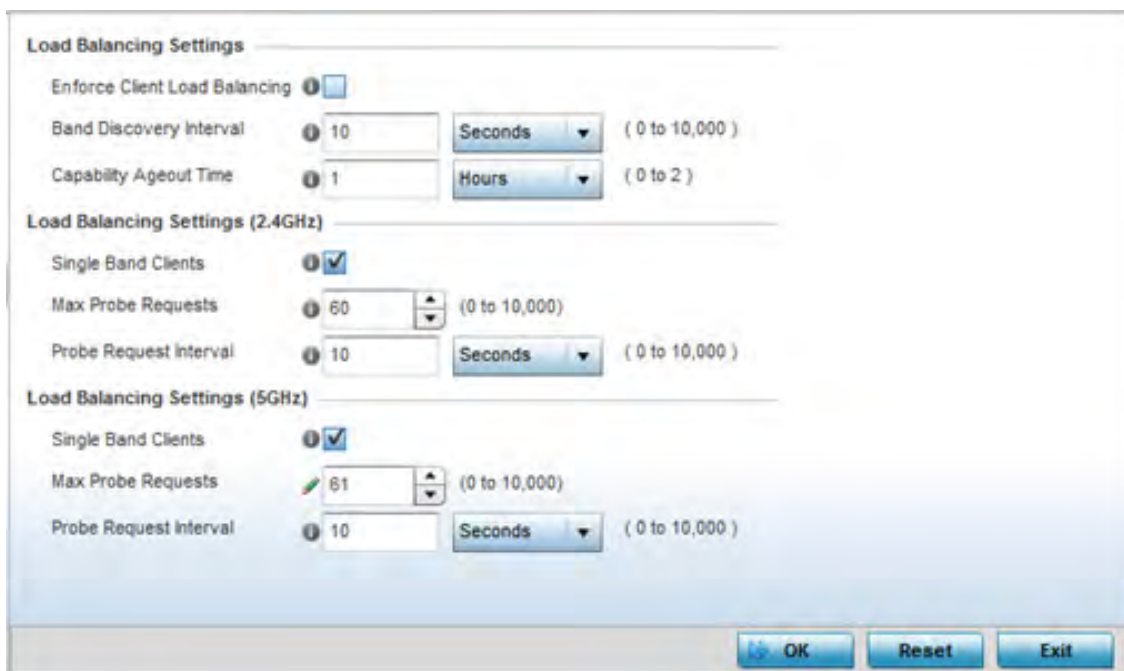 Load Balancing Settings
Enforce Client Load Balancing
Band Discovery Interval 10 Seconds ( 0 to 10,000 )
Capability Ageout Time 1 Hours ( 0 to 2 )
Load Balancing Settings (2.4GHz)
Single Band Clients
Max Probe Requests 60 (0 to 10,000)
Probe Request Interval 10 Seconds ( 0 to 10,000 )
Load Balancing Settings (5GHz)
Single Band Clients
Max Probe Requests 61 (0 to 10,000)
Probe Request Interval 10 Seconds ( 0 to 10,000 )
OK Reset Exit